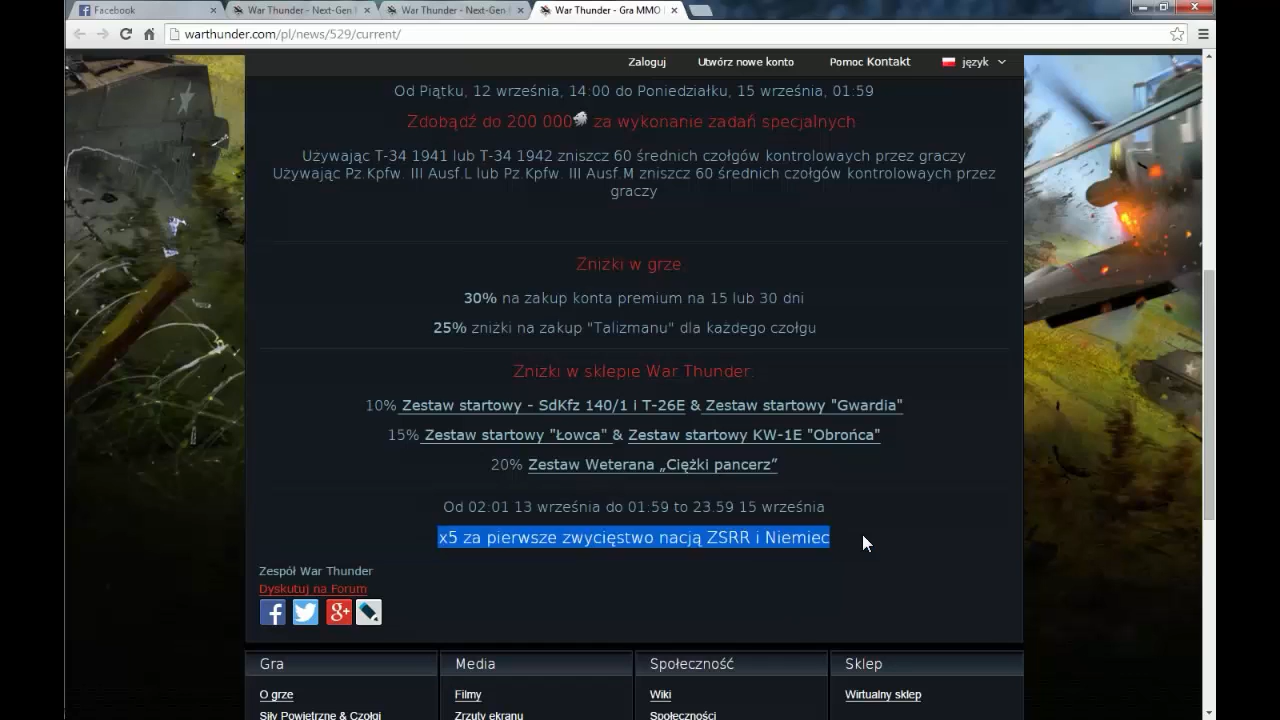 Facebook
War Thunder - Next-Gen
War Thunder - Next-Gen
War Thunder - Gra MMO
warthunder.com/pl/news/529/current/
Zaloguj Utwórz nowe konto Pomoc Kontakt język
Od Piątku, 12 września, 14:00 do Poniedziałku, 15 września, 01:59
Zdobądź do 200 000 za wykonanie zadań specjalnych
Używając T-34 1941 lub T-34 1942 zniszcz 60 średnich czołgów kontrolowaych przez graczy
Używając Pz.Kpfw. III Ausf.L lub Pz.Kpfw. III Ausf.M zniszcz 60 średnich czołgów kontrolowaych przez
graczy
Zniżki w grze:
30% na zakup konta premium na 15 lub 30 dni
25% zniżki na zakup "Talizmanu" dla każdego czołgu
Zniżki w sklepie War Thunder:
10% Zestaw startowy - SdKfz 140/1 i T-26E & Zestaw startowy "Gwardia"
15% Zestaw startowy "Łowca" & Zestaw startowy KW-1E "Obrońca"
20% Zestaw Weterana „Ciężki pancerz”
Od 02:01 13 września do 01:59 to 23.59 15 września
x5 za pierwsze zwycięstwo nacją ZSRR i Niemiec
Zespół War Thunder
Dyskutuj na Forum
Gra Media Społeczność Sklep
O grze Filmy Wiki Wirtualny sklep
Siły Powietrzne & Czołgi Zrzuty ekranu Społeczności